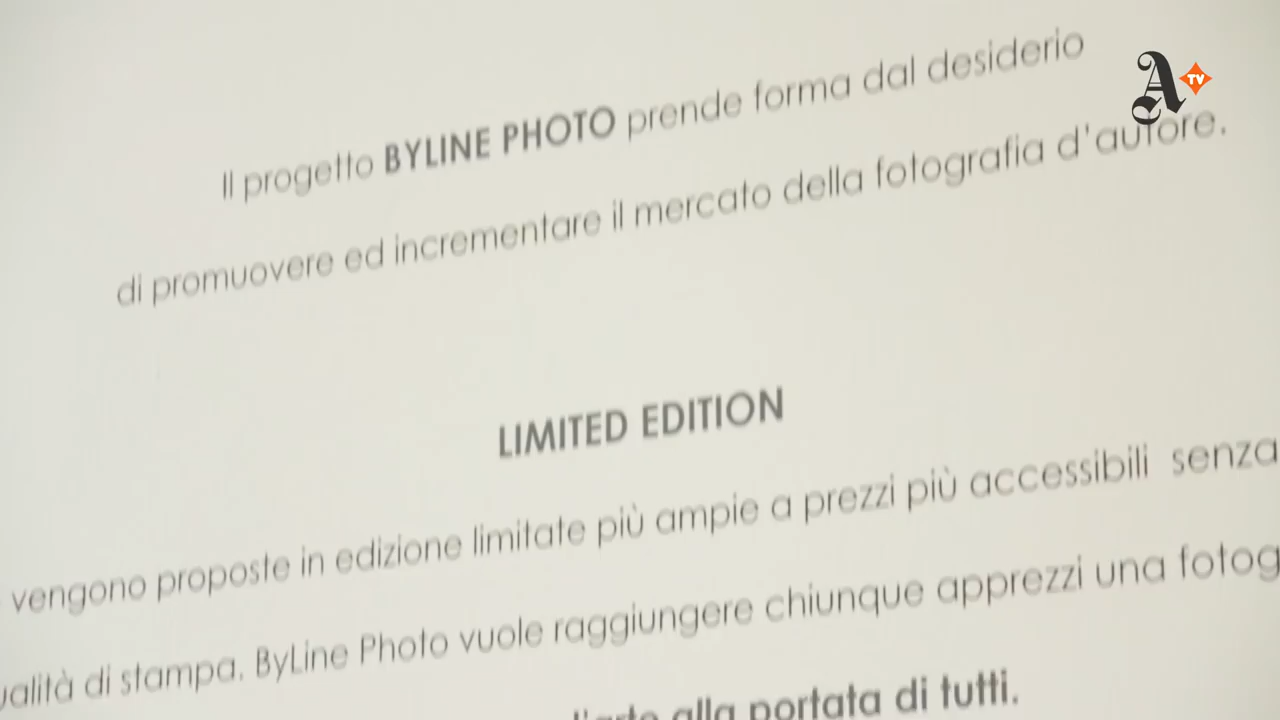 Il progetto BYLINE PHOTO prende forma dal desiderio
di promuovere ed incrementare il mercato della fotografia d'autore.
LIMITED EDITION
vengono proposte in edizione limitate più ampie a prezzi più accessibili senza
ualità di stampa. ByLine Photo vuole raggiungere chiunque apprezzi una fotog
l'arte alla portata di tutti.
A TV